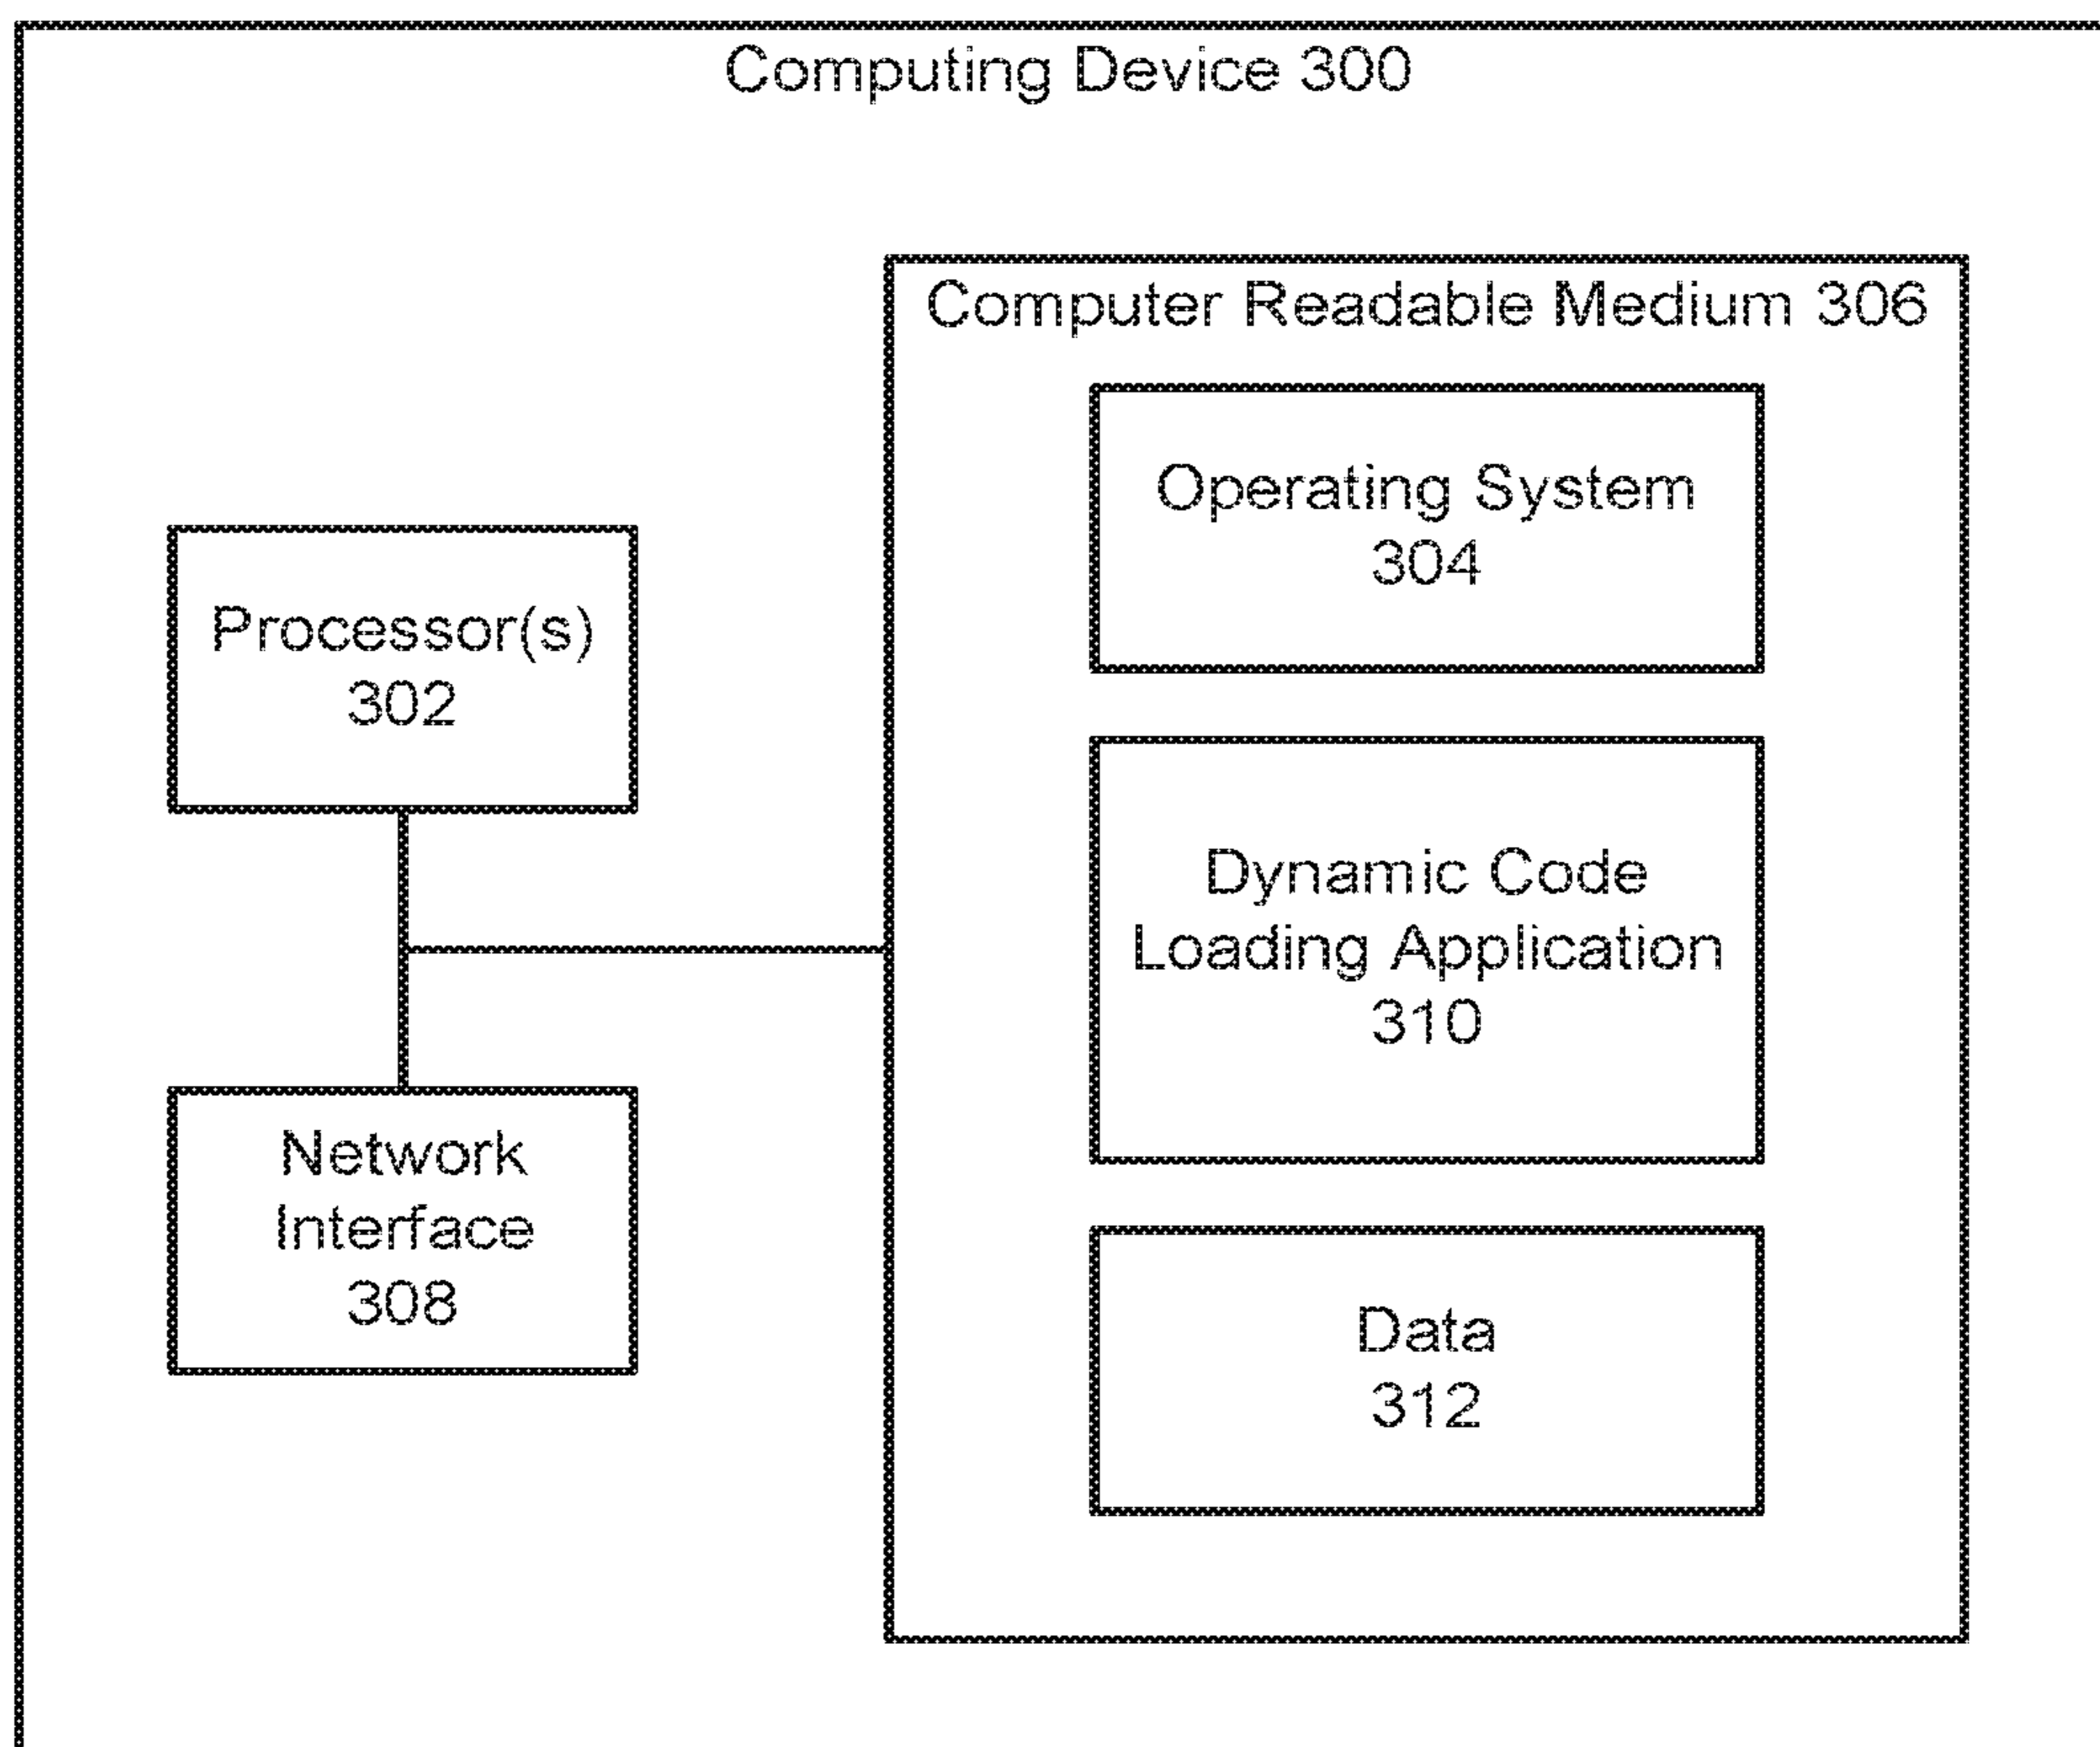 Computing Device 300
Computer Readable Medium 306
Operating System
304
Processor(s)
302
Dynamic Code
Loading Application
310
Network
Interface
308
Data
312